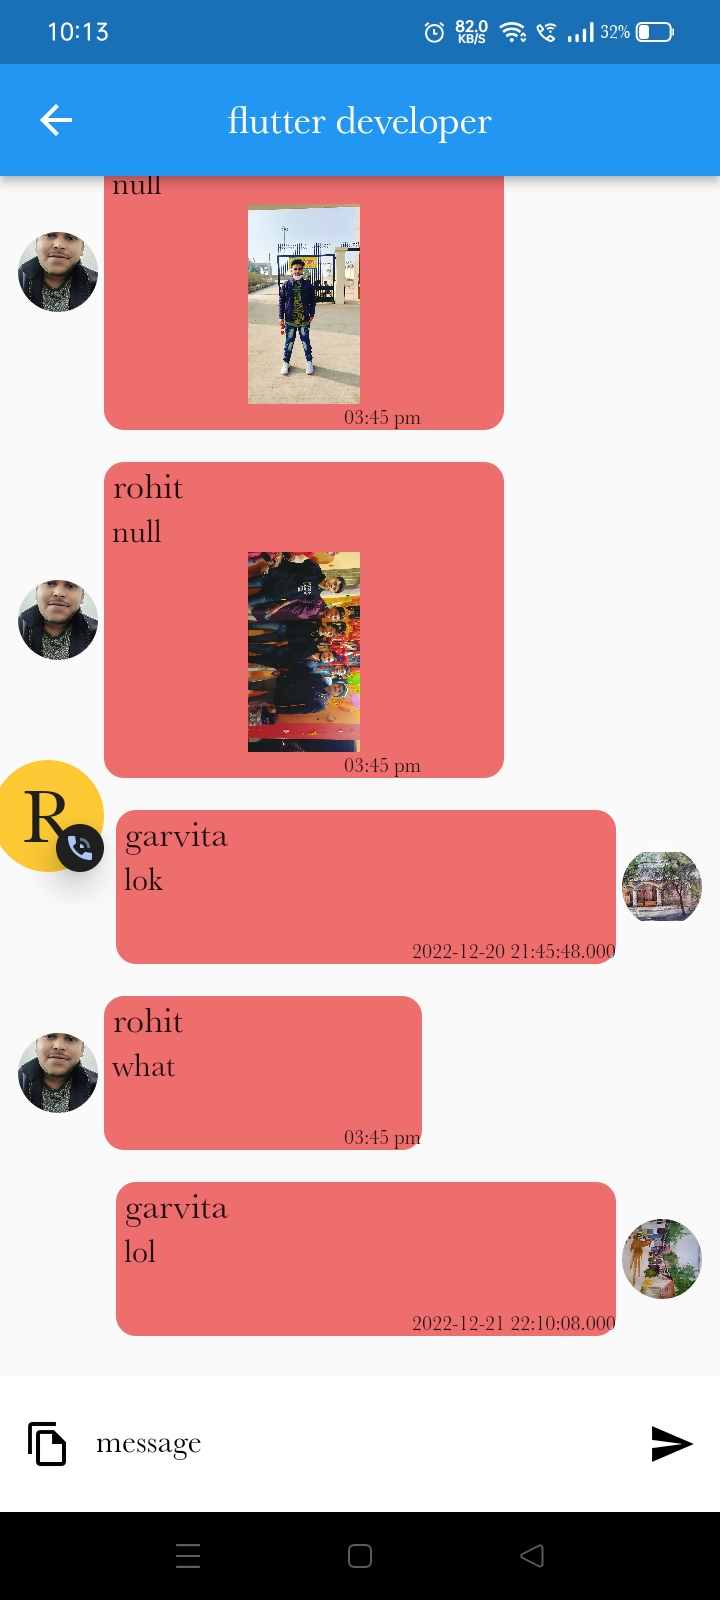 10:13
82.0
KB/S
32%
flutter developer
null
03:45 pm
rohit
null
03:45 pm
R
garvita
lok
2022-12-20 21:45:48.000
rohit
what
03:45 pm
garvita
lol
2022-12-21 22:10:08.000
message